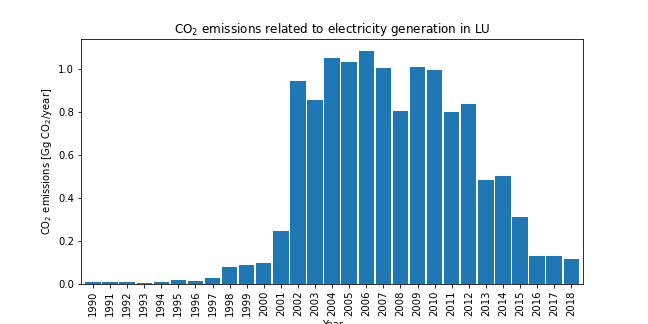 CO₂ emissions related to electricity generation in LU
CO₂ emissions [Gg CO₂/year]
1.0
0.8
0.6
0.4
0.2
0.0
1990 1991 1992 1993 1994 1995 1996 1997 1998 1999 2000 2001 2002 2003 2004 2005 2006 2007 2008 2009 2010 2011 2012 2013 2014 2015 2016 2017 2018
Year